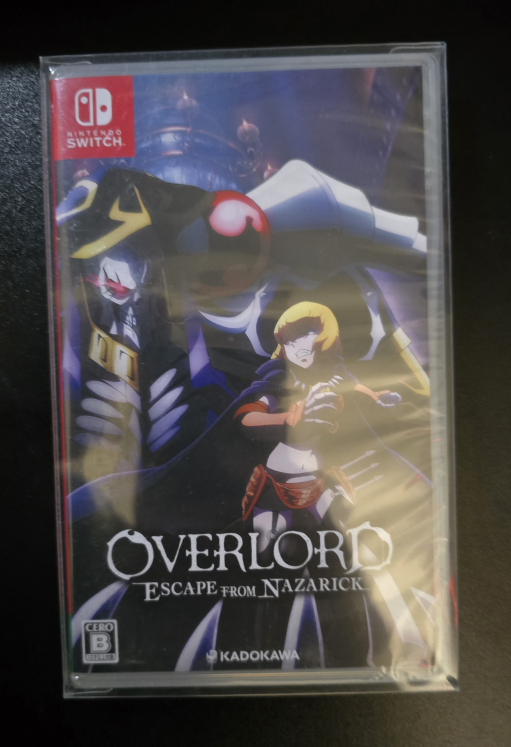 NINTENDO
SWITCH
OVERLORD
ESCAPE FROM NAZARICK
CERO
B
KADOKAWA